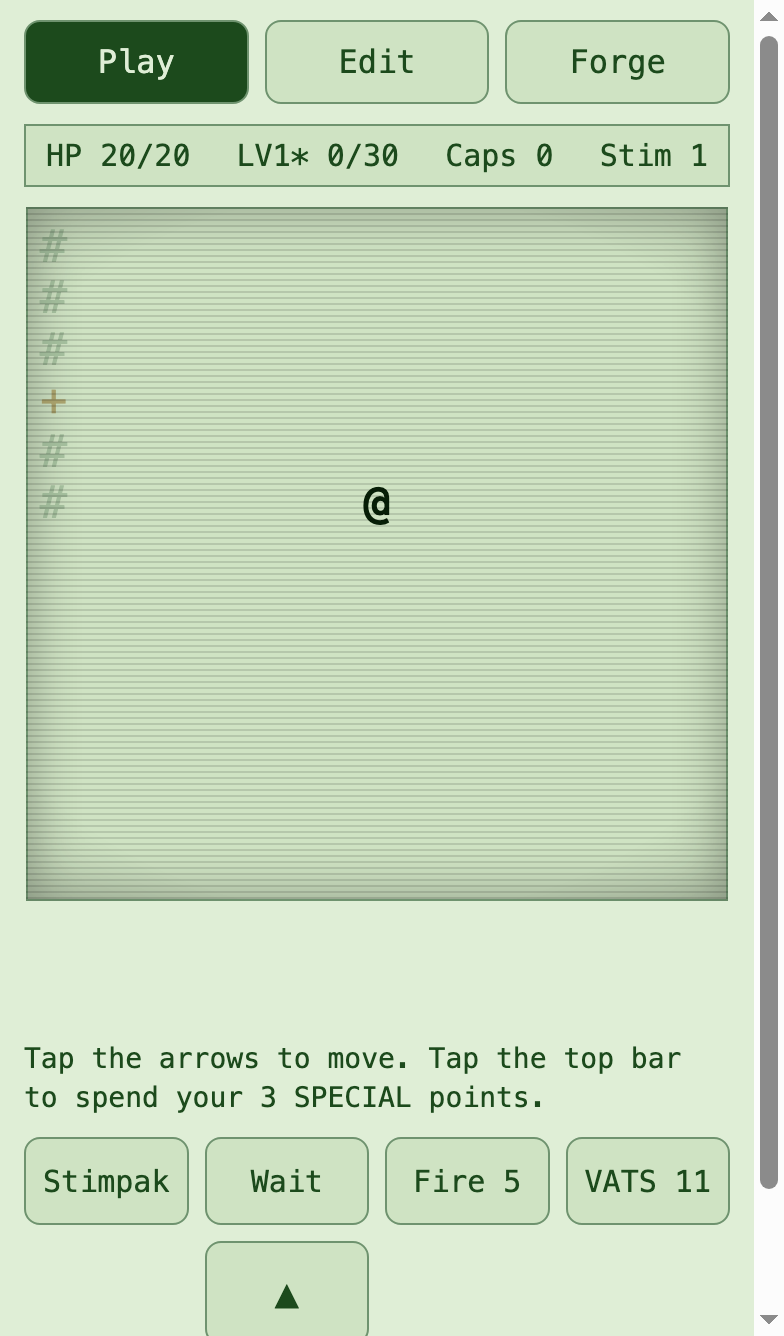 Play Edit Forge
HP 20/20 LV1* 0/30 Caps 0 Stim 1
#
#
#
+
#
# @
Tap the arrows to move. Tap the top bar
to spend your 3 SPECIAL points.
Stimpak Wait Fire 5 VATS 11
▲